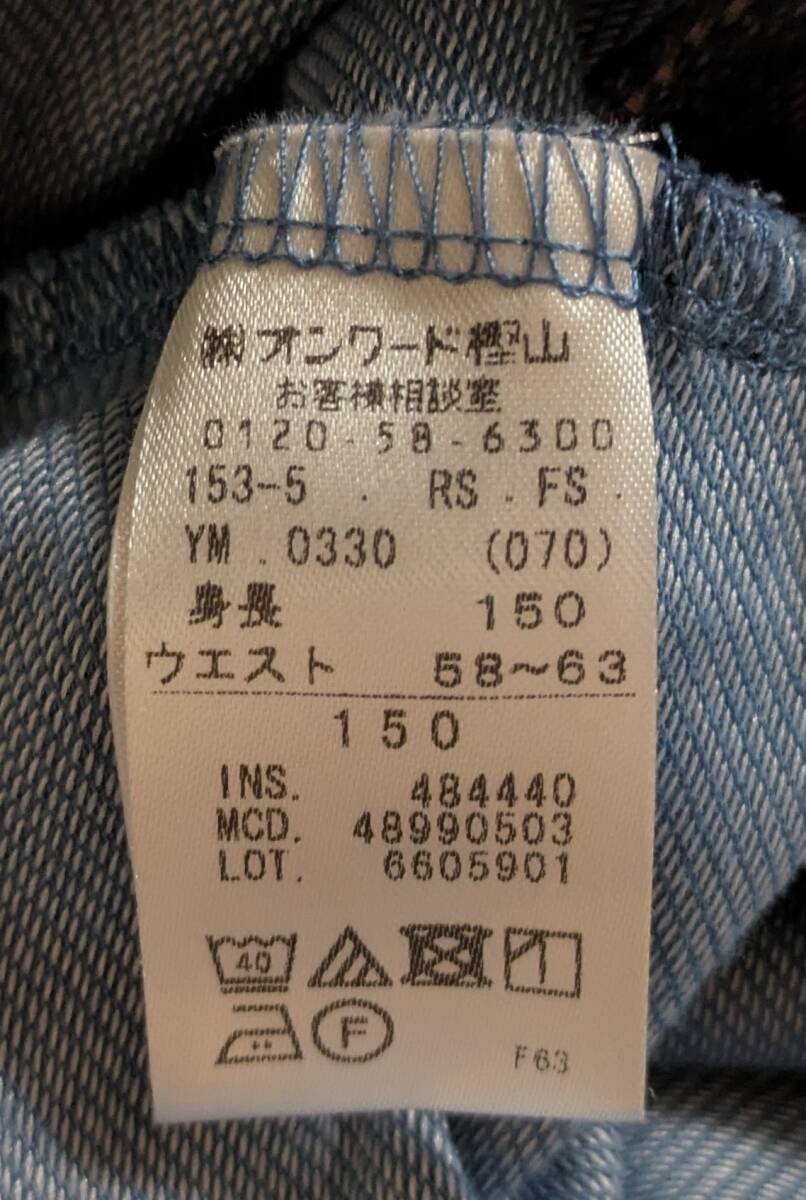 ㈱オンワード樫山
お客様相談室
0120-58-6300
153-5 . RS . FS .
YM . 0330 (070)
身長 150
ウエスト 58〜63
150
INS. 484440
MCD. 48990503
LOT. 6605901
40
F
F63